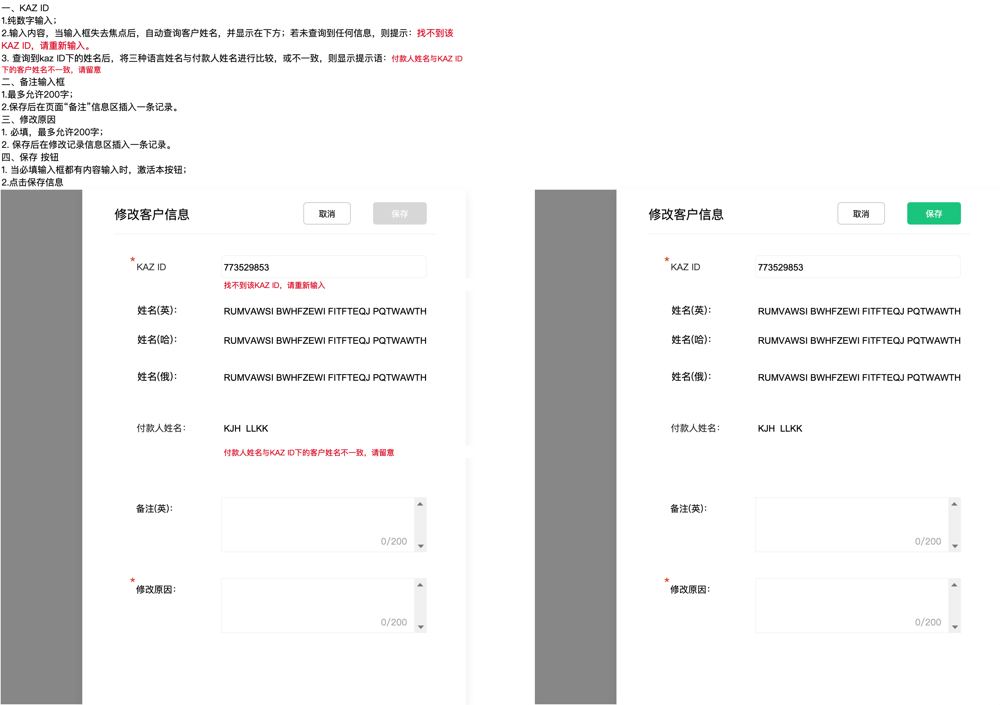 一、KAZ ID
1.纯数字输入；
2.输入内容，当输入框失去焦点后，自动查询客户姓名，并显示在下方；若未查询到任何信息，则提示：找不到该
KAZ ID，请重新输入。
3. 查询到kaz ID下的姓名后，将三种语言姓名与付款人姓名进行比较，或不一致，则显示提示语：付款人姓名与KAZ ID
下的客户姓名不一致，请留意
二、备注输入框
1.最多允许200字；
2.保存后在页面“备注”信息区插入一条记录。
三、修改原因
1. 必填，最多允许200字；
2. 保存后在修改记录信息区插入一条记录。
四、保存 按钮
1. 当必填输入框都有内容输入时，激活本按钮；
2.点击保存信息
修改客户信息 取消 保存
* KAZ ID 773529853
找不到该KAZ ID，请重新输入
姓名(英)： RUMVAWSI BWHFZEWI FITFTEQJ PQTWAWTH
姓名(哈)： RUMVAWSI BWHFZEWI FITFTEQJ PQTWAWTH
姓名(俄)： RUMVAWSI BWHFZEWI FITFTEQJ PQTWAWTH
付款人姓名： KJH LLKK
付款人姓名与KAZ ID下的客户姓名不一致，请留意
备注(英)：
0/200
* 修改原因：
0/200
修改客户信息 取消 保存
* KAZ ID 773529853
姓名(英)： RUMVAWSI BWHFZEWI FITFTEQJ PQTWAWTH
姓名(哈)： RUMVAWSI BWHFZEWI FITFTEQJ PQTWAWTH
姓名(俄)： RUMVAWSI BWHFZEWI FITFTEQJ PQTWAWTH
付款人姓名： KJH LLKK
备注(英)：
0/200
* 修改原因：
0/200